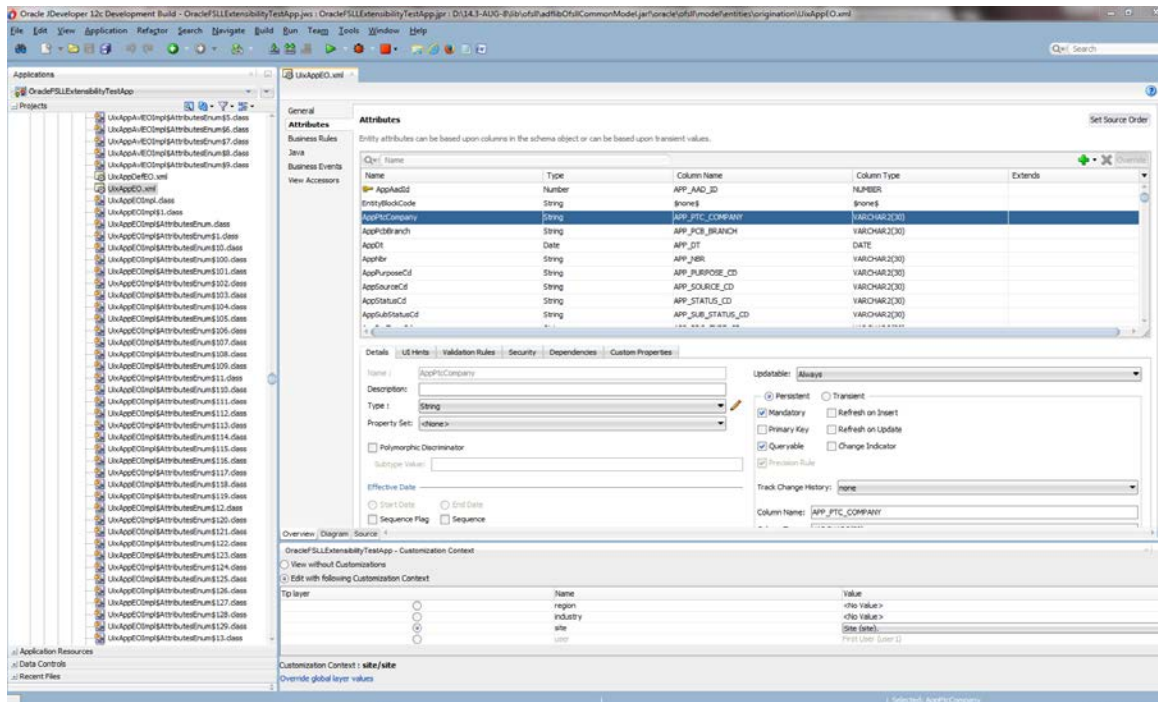 Oracle JDeveloper 12c Development Build - OracleFSLLExtensibilityTestApp.jws : OracleFSLLExtensibilityTestApp.jpr : D:\14.3-AUG-8\lib\ofsll\adflibOfsllCommonModel.jar!\oracle\ofsll\model\entities\origination\UixAppEO.xml
File Edit View Application Refactor Search Navigate Build Run Team Tools Window Help
Search
Applications
UixAppEO.xml
OracleFSLLExtensibilityTestApp
Projects
UixAppAvlEOImpl$AttributesEnum$5.class
UixAppAvlEOImpl$AttributesEnum$6.class
UixAppAvlEOImpl$AttributesEnum$7.class
UixAppAvlEOImpl$AttributesEnum$8.class
UixAppAvlEOImpl$AttributesEnum$9.class
UixAppDefEO.xml
UixAppEO.xml
UixAppEOImpl.class
UixAppEOImpl$1.class
UixAppEOImpl$AttributesEnum.class
UixAppEOImpl$AttributesEnum$1.class
UixAppEOImpl$AttributesEnum$10.class
UixAppEOImpl$AttributesEnum$100.class
UixAppEOImpl$AttributesEnum$101.class
UixAppEOImpl$AttributesEnum$102.class
UixAppEOImpl$AttributesEnum$103.class
UixAppEOImpl$AttributesEnum$104.class
UixAppEOImpl$AttributesEnum$105.class
UixAppEOImpl$AttributesEnum$106.class
UixAppEOImpl$AttributesEnum$107.class
UixAppEOImpl$AttributesEnum$108.class
UixAppEOImpl$AttributesEnum$109.class
UixAppEOImpl$AttributesEnum$11.class
UixAppEOImpl$AttributesEnum$110.class
UixAppEOImpl$AttributesEnum$111.class
UixAppEOImpl$AttributesEnum$112.class
UixAppEOImpl$AttributesEnum$113.class
UixAppEOImpl$AttributesEnum$114.class
UixAppEOImpl$AttributesEnum$115.class
UixAppEOImpl$AttributesEnum$116.class
UixAppEOImpl$AttributesEnum$117.class
UixAppEOImpl$AttributesEnum$118.class
UixAppEOImpl$AttributesEnum$119.class
UixAppEOImpl$AttributesEnum$12.class
UixAppEOImpl$AttributesEnum$120.class
UixAppEOImpl$AttributesEnum$121.class
UixAppEOImpl$AttributesEnum$122.class
UixAppEOImpl$AttributesEnum$123.class
UixAppEOImpl$AttributesEnum$124.class
UixAppEOImpl$AttributesEnum$125.class
UixAppEOImpl$AttributesEnum$126.class
UixAppEOImpl$AttributesEnum$127.class
UixAppEOImpl$AttributesEnum$128.class
UixAppEOImpl$AttributesEnum$129.class
UixAppEOImpl$AttributesEnum$13.class
Application Resources
Data Controls
Recent Files
General
Attributes
Business Rules
Java
Business Events
View Accessors
Attributes
Set Source Order
Entity attributes can be based upon columns in the schema object or can be based upon transient values.
Name
Override
Name Type Column Name Column Type Extends
AppAadId Number APP_AAD_ID NUMBER
EntityBlockCode String $none$ $none$
AppPtcCompany String APP_PTC_COMPANY VARCHAR2(30)
AppPcbBranch String APP_PCB_BRANCH VARCHAR2(30)
AppDt Date APP_DT DATE
AppNbr String APP_NBR VARCHAR2(30)
AppPurposeCd String APP_PURPOSE_CD VARCHAR2(30)
AppSourceCd String APP_SOURCE_CD VARCHAR2(30)
AppStatusCd String APP_STATUS_CD VARCHAR2(30)
AppSubStatusCd String APP_SUB_STATUS_CD VARCHAR2(30)
Details UI Hints Validation Rules Security Dependencies Custom Properties
Name : AppPtcCompany
Description:
Type : String
Property Set: <None>
Polymorphic Discriminator
Subtype Value:
Effective Date
Start Date End Date
Sequence Flag Sequence
Updatable: Always
Persistent Transient
Mandatory Refresh on Insert
Primary Key Refresh on Update
Queryable Change Indicator
Precision Rule
Track Change History: none
Column Name: APP_PTC_COMPANY
Overview Diagram Source
OracleFSLLExtensibilityTestApp - Customization Context
View without Customizations
Edit with following Customization Context
Tip layer Name Value
region <No Value>
industry <No Value>
site Site (site).
user First User (user1)
Customization Context : site/site
Override global layer values
Selected: AppPtcCompany